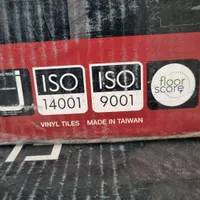 ISO ISO floor
14001 9001 score
VINYL TILES MADE IN TAIWAN